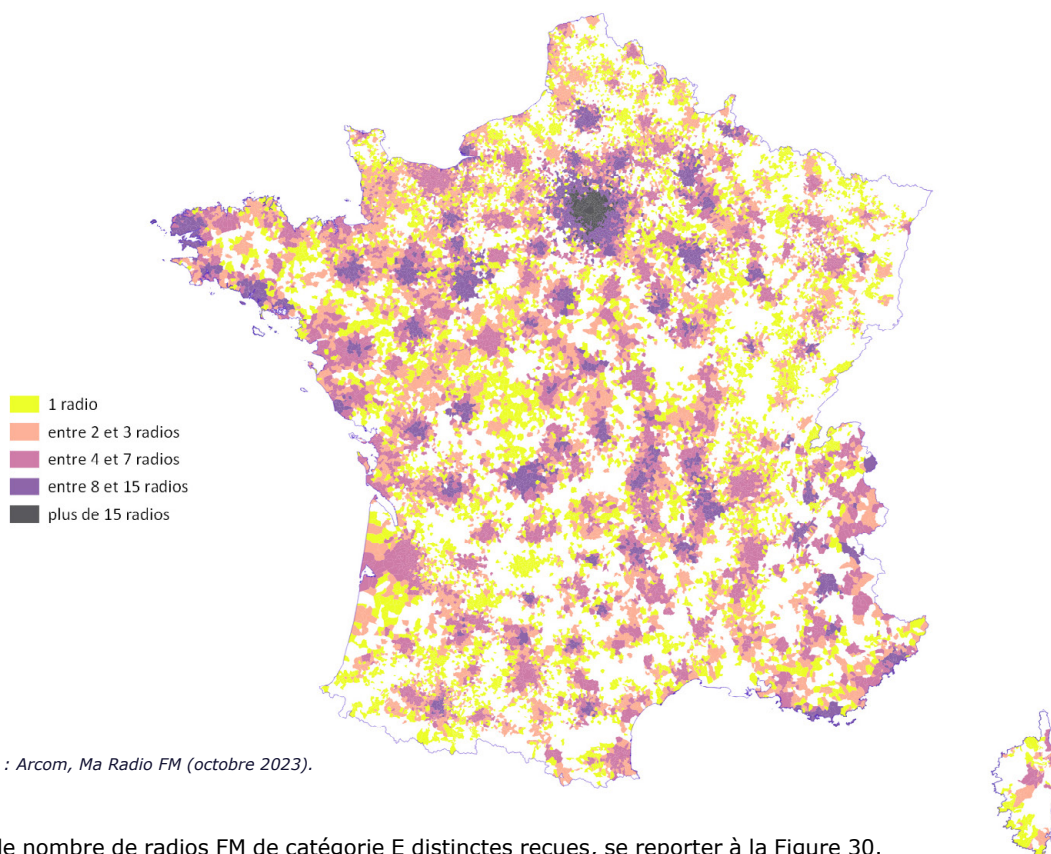 1 radio
entre 2 et 3 radios
entre 4 et 7 radios
entre 8 et 15 radios
plus de 15 radios
: Arcom, Ma Radio FM (octobre 2023).
le nombre de radios FM de catégorie E distinctes reçues, se reporter à la Figure 30.